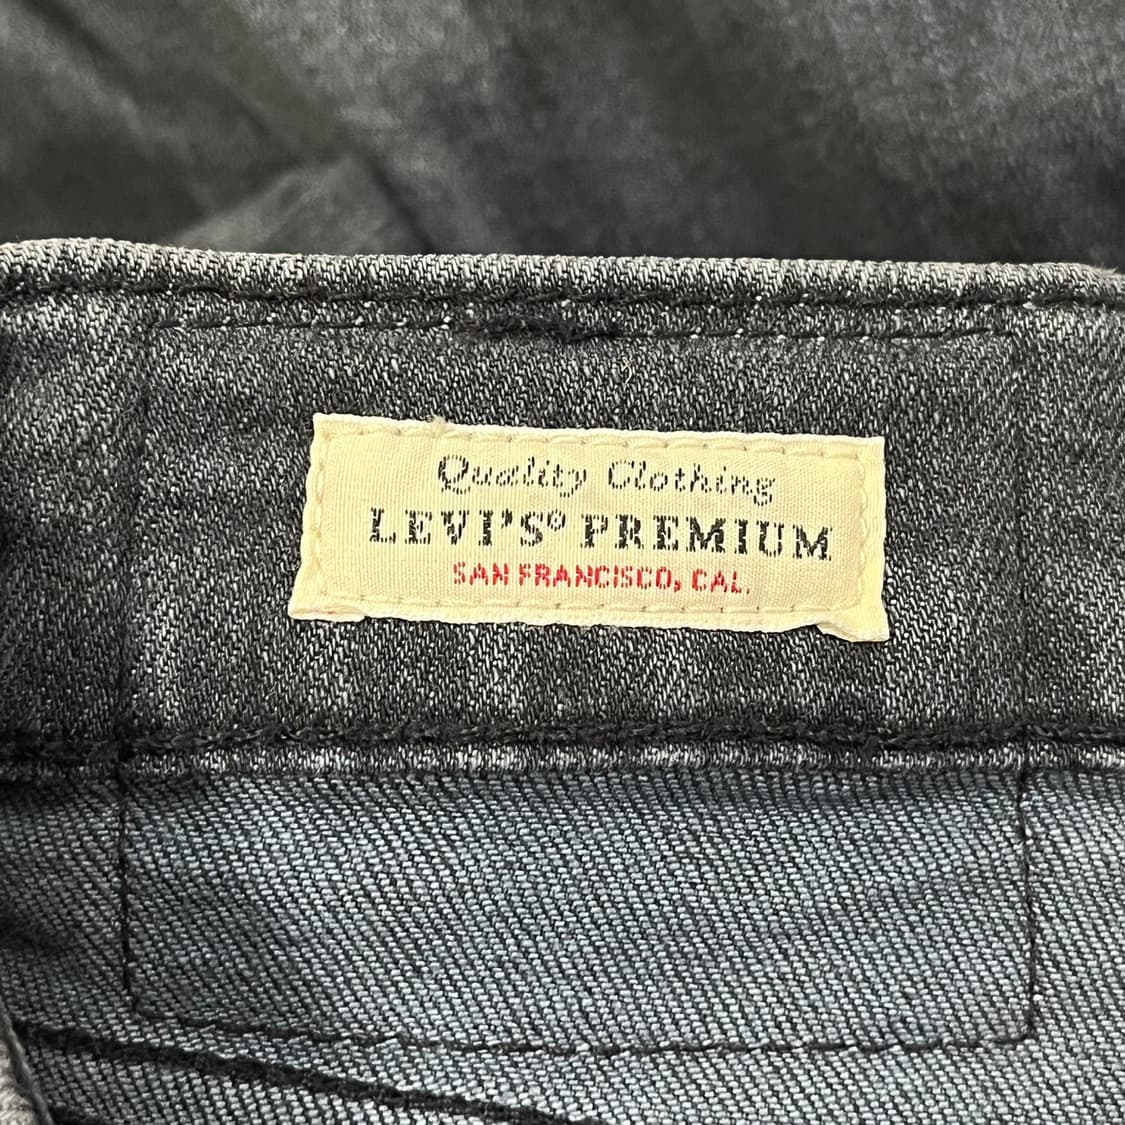 Quality Clothing
LEVI'S® PREMIUM
SAN FRANCISCO, CAL.